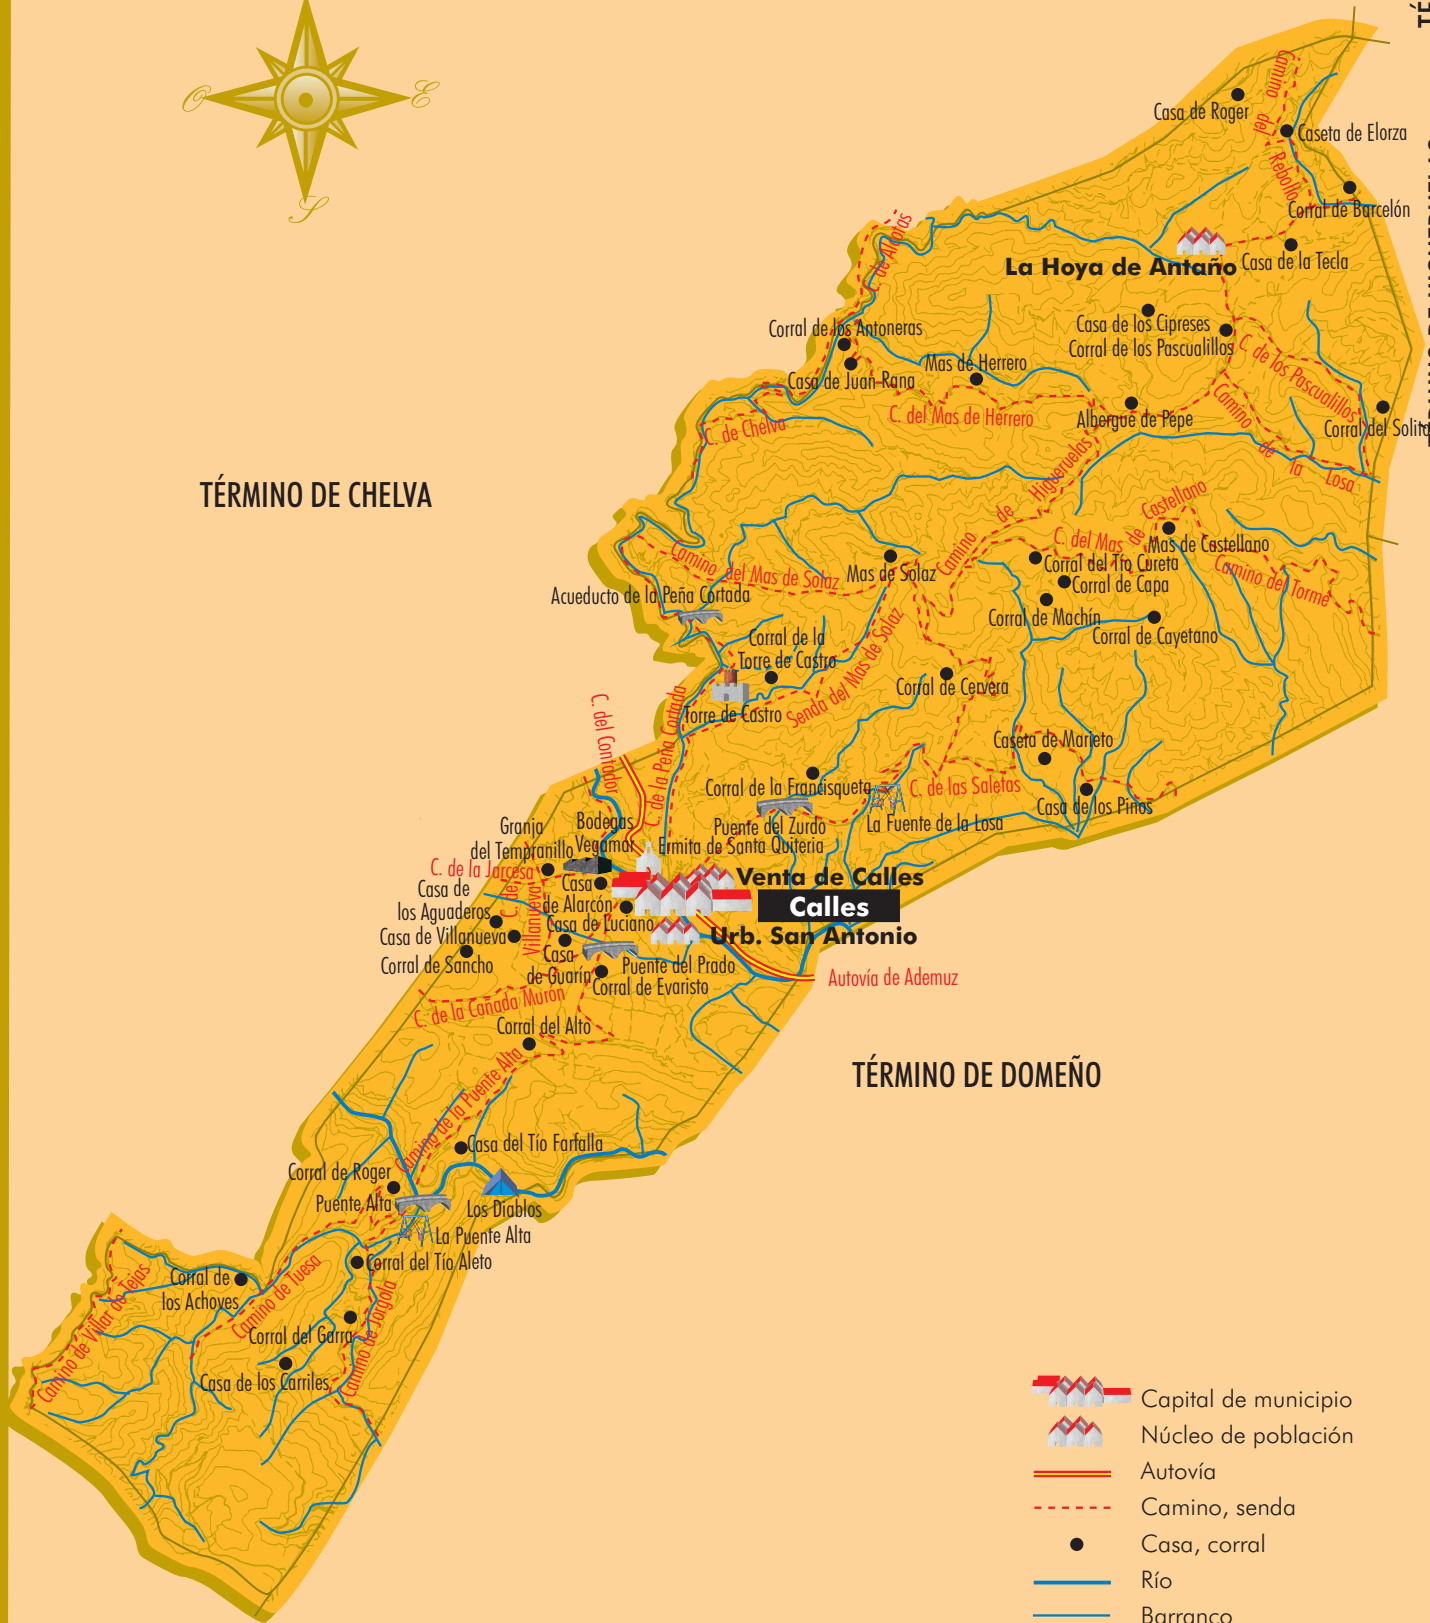 O
E
S
TÉ
Camino del Rebollo
Casa de Roger
Caseta de Elorza
Corral de Barcelón
La Hoya de Antaño
Casa de la Tecla
C. de Alcotas
Corral de los Antoneras
Casa de los Cipreses
Corral de los Pascualillos
Casa de Juan Rana
Mas de Herrero
C. de los Pascualillos
C. del Mas de Herrero
Albergue de Pepe
Camino de la Losa
Corral del Solito
C. de Chelva
TÉRMINO DE CHELVA
Camino de Higueruelas
C. del Mas de Castellano
Mas de Castellano
Camino del Mas de Solaz
Mas de Solaz
Corral del Tío Cureta
Corral de Capa
Camino del Torme
Acueducto de la Peña Cortada
Corral de Machín
Corral de Cayetano
Corral de la
Torre de Castro
Torre de Castro
Senda del Mas de Solaz
Corral de Cervera
C. del Contador
C. de la Peña Cortada
Caseta de Marieto
Corral de la Francisqueta
C. de las Saletas
Casa de los Pinos
Puente del Zurdo
La Fuente de la Losa
Granja
del Tempranillo
Bodegas
Vegamar
Ermita de Santa Quiteria
C. de la Jarcesa
Venta de Calles
Calles
Urb. San Antonio
Casa de
los Aguaderos
C. de Villanueva
Casa
de Alarcón
Casa de Luciano
Casa de Villanueva
Corral de Sancho
Casa
de Guarín
Puente del Prado
Corral de Evaristo
Autovía de Ademuz
C. de la Cañada Murón
Corral del Alto
TÉRMINO DE DOMEÑO
Camino de la Puente Alta
Casa del Tío Farfalla
Corral de Roger
Puente Alta
Los Diablos
La Puente Alta
Corral del Tío Aleto
Corral de
los Achoves
Camino de Tuesa
Camino de Villar de Tejas
Corral del Garra
Camino de Jórgola
Casa de los Carriles
Capital de municipio
Núcleo de población
Autovía
Camino, senda
Casa, corral
Río
Barranco